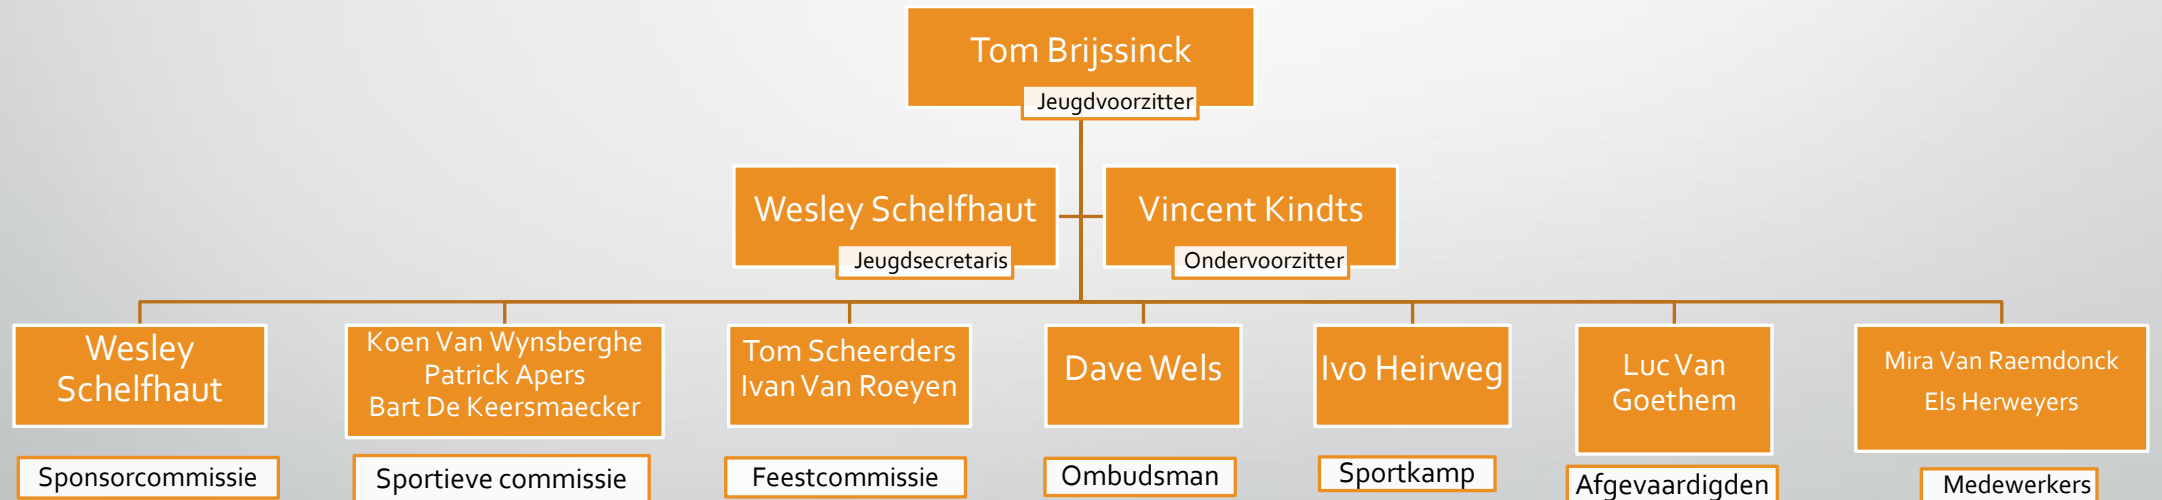 Tom Brijssinck
Jeugdvoorzitter
Wesley Schelfhaut
Jeugdsecretaris
Vincent Kindts
Ondervoorzitter
Wesley
Schelfhaut
Sponsorcommissie
Koen Van Wynsberghe
Patrick Apers
Bart De Keersmaecker
Sportieve commissie
Tom Scheerders
Ivan Van Roeyen
Feestcommissie
Dave Wels
Ombudsman
Ivo Heirweg
Sportkamp
Luc Van
Goethem
Afgevaardigden
Mira Van Raemdonck
Els Herweyers
Medewerkers